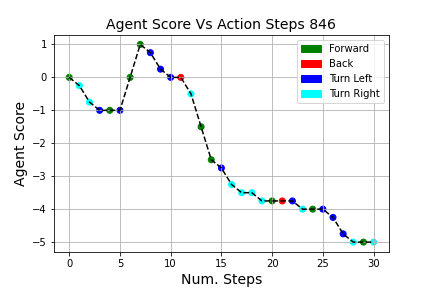 Agent Score Vs Action Steps 846
Forward
Back
Turn Left
Turn Right
1
0
−1
−2
−3
−4
−5
Agent Score
0 5 10 15 20 25 30
Num. Steps